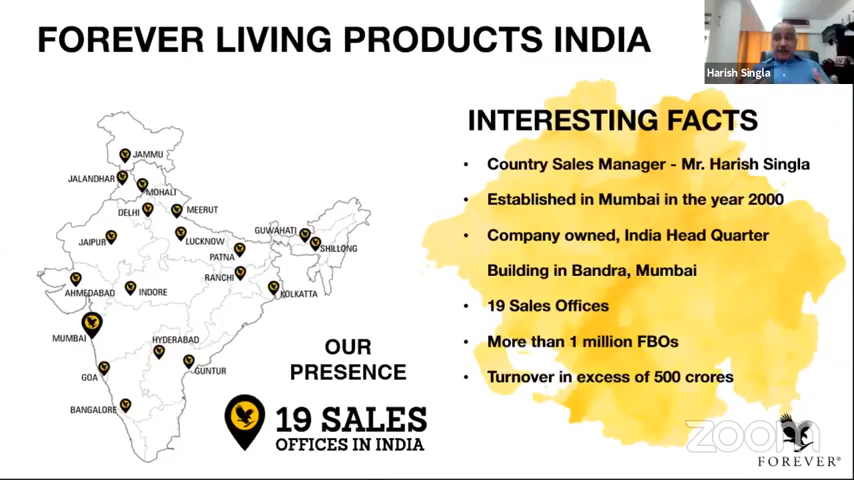 FOREVER LIVING PRODUCTS INDIA
Harish Singla
JAMMU
JALANDHAR
MOHALI
DELHI
MEERUT
JAIPUR
LUCKNOW
PATNA
GUWAHATI
SHILLONG
RANCHI
AHMEDABAD
INDORE
KOLKATTA
MUMBAI
HYDERABAD
GUNTUR
GOA
BANGALORE
OUR
PRESENCE
19 SALES
OFFICES IN INDIA
INTERESTING FACTS
• Country Sales Manager - Mr. Harish Singla
• Established in Mumbai in the year 2000
• Company owned, India Head Quarter
Building in Bandra, Mumbai
• 19 Sales Offices
• More than 1 million FBOs
• Turnover in excess of 500 crores
zoom
FOREVER®